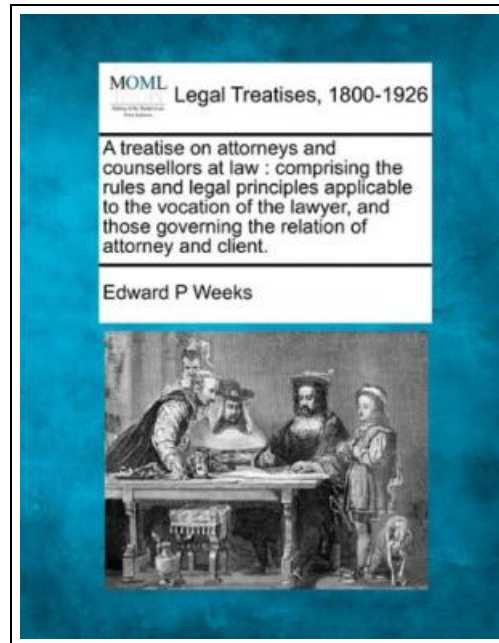 MOML
Legal Treatises, 1800-1926
A treatise on attorneys and
counsellors at law : comprising the
rules and legal principles applicable
to the vocation of the lawyer, and
those governing the relation of
attorney and client.
Edward P Weeks